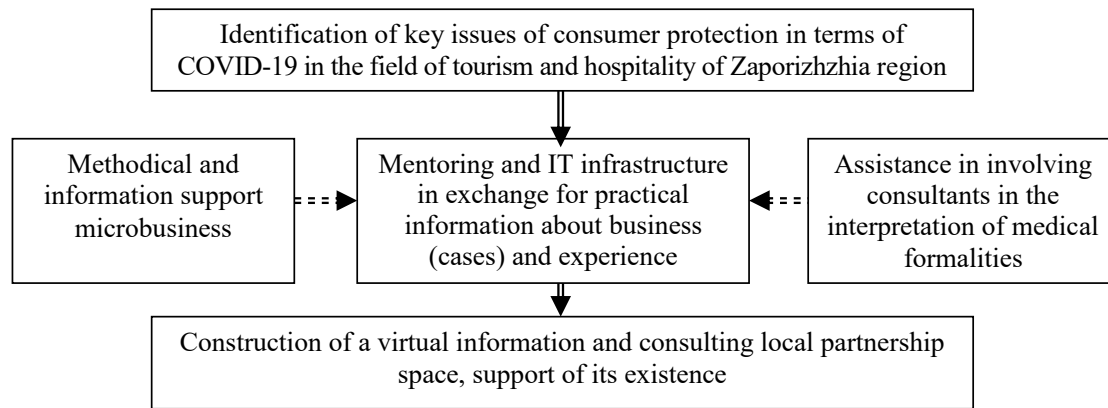 Identification of key issues of consumer protection in terms of
COVID-19 in the field of tourism and hospitality of Zaporizhzhia region
Methodical and
information support
microbusiness
Mentoring and IT infrastructure
in exchange for practical
information about business
(cases) and experience
Assistance in involving
consultants in the
interpretation of medical
formalities
Construction of a virtual information and consulting local partnership
space, support of its existence